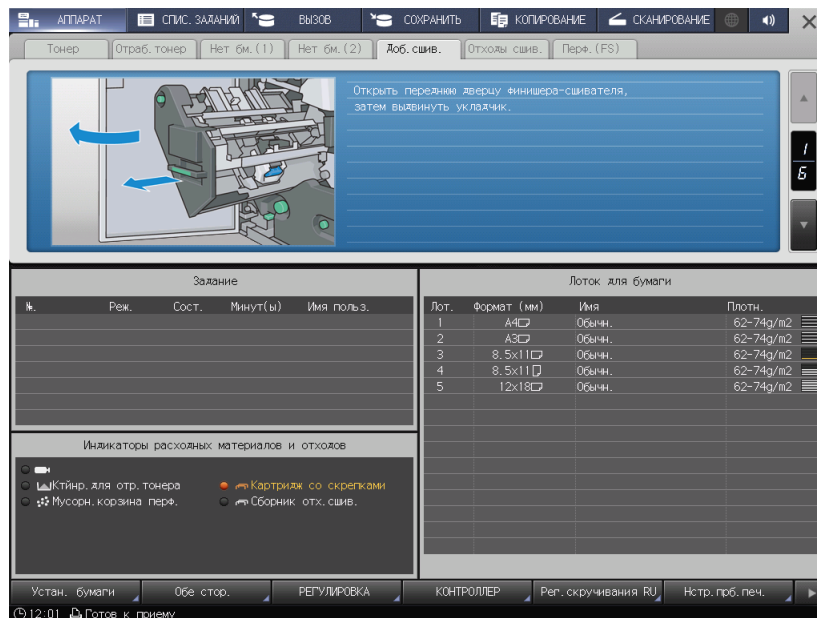 АППАРАТ СПИС. ЗАДАНИЙ ВЫЗОВ СОХРАНИТЬ КОПИРОВАНИЕ СКАНИРОВАНИЕ
Тонер Отраб. тонер Нет бм.(1) Нет бм.(2) Доб. сшив. Отходы сшив. Перф.(FS)
Открыть переднюю дверцу финишера-сшивателя,
затем выдвинуть укладчик.
1
6
Задание
№. Реж. Сост. Минут(ы) Имя польз.
Индикаторы расходных материалов и отходов
Ктйнр. для отр. тонера Картридж со скрепками
Мусорн. корзина перф. Сборник отх. сшив.
Лоток для бумаги
Лот. Формат (мм) Имя Плотн.
1 A4 Обычн. 62-74g/m2
2 A3 Обычн. 62-74g/m2
3 8.5x11 Обычн. 62-74g/m2
4 8.5x11 Обычн. 62-74g/m2
5 12x18 Обычн. 62-74g/m2
Устан. бумаги Обе стор. РЕГУЛИРОВКА КОНТРОЛЛЕР Рег. скручивания RU Нстр. прб. печ.
12:01 Готов к приему